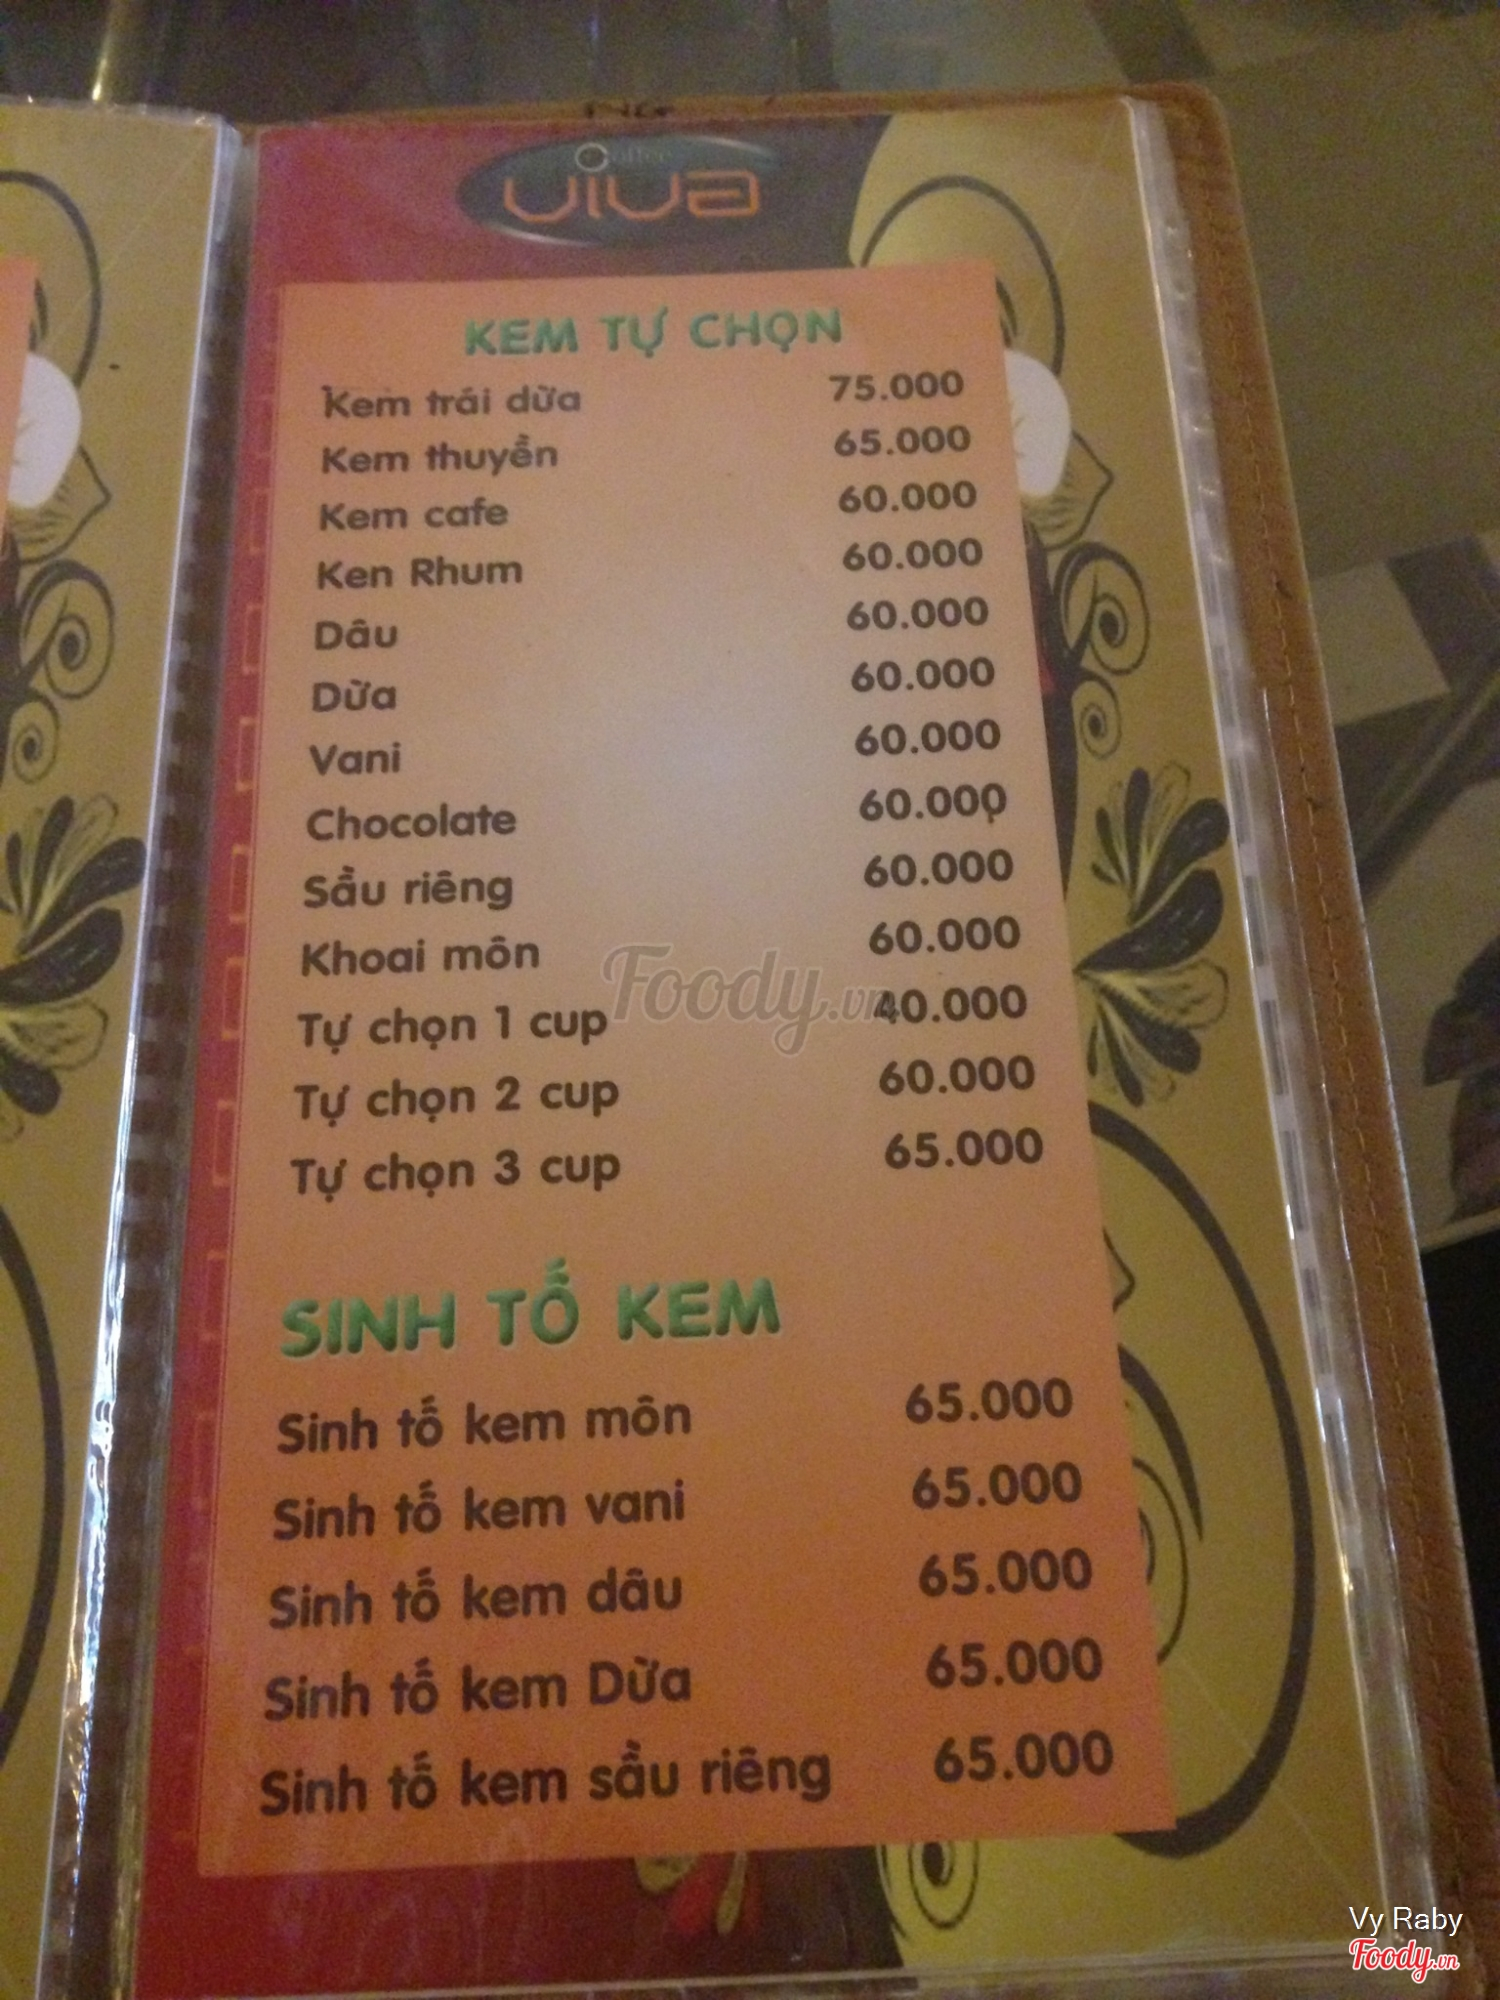 Coffee
viva
KEM TỰ CHỌN
Kem trái dừa 75.000
Kem thuyền 65.000
Kem cafe 60.000
Ken Rhum 60.000
Dâu 60.000
Dừa 60.000
Vani 60.000
Chocolate 60.000
Sầu riêng 60.000
Khoai môn 60.000
Tự chọn 1 cup 40.000
Tự chọn 2 cup 60.000
Tự chọn 3 cup 65.000
SINH TỐ KEM
Sinh tố kem môn 65.000
Sinh tố kem vani 65.000
Sinh tố kem dâu 65.000
Sinh tố kem Dừa 65.000
Sinh tố kem sầu riêng 65.000
Foody.vn
Vy Raby
Foody.vn